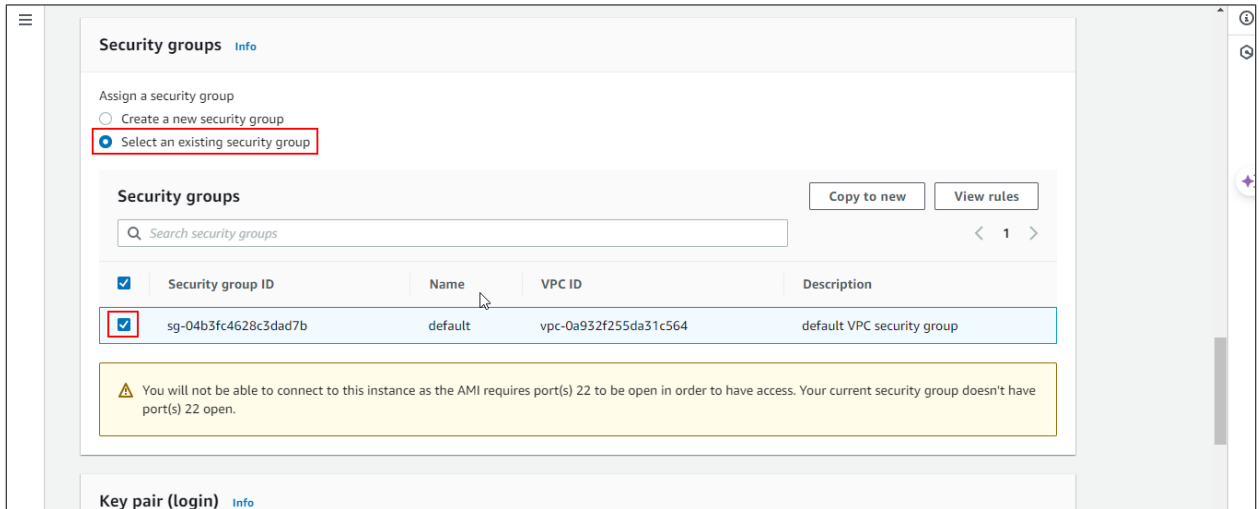 Security groups Info
Assign a security group
Create a new security group
Select an existing security group
Security groups
Copy to new
View rules
Search security groups
1
Security group ID Name VPC ID Description
sg-04b3fc4628c3dad7b default vpc-0a932f255da31c564 default VPC security group
You will not be able to connect to this instance as the AMI requires port(s) 22 to be open in order to have access. Your current security group doesn't have
port(s) 22 open.
Key pair (login) Info